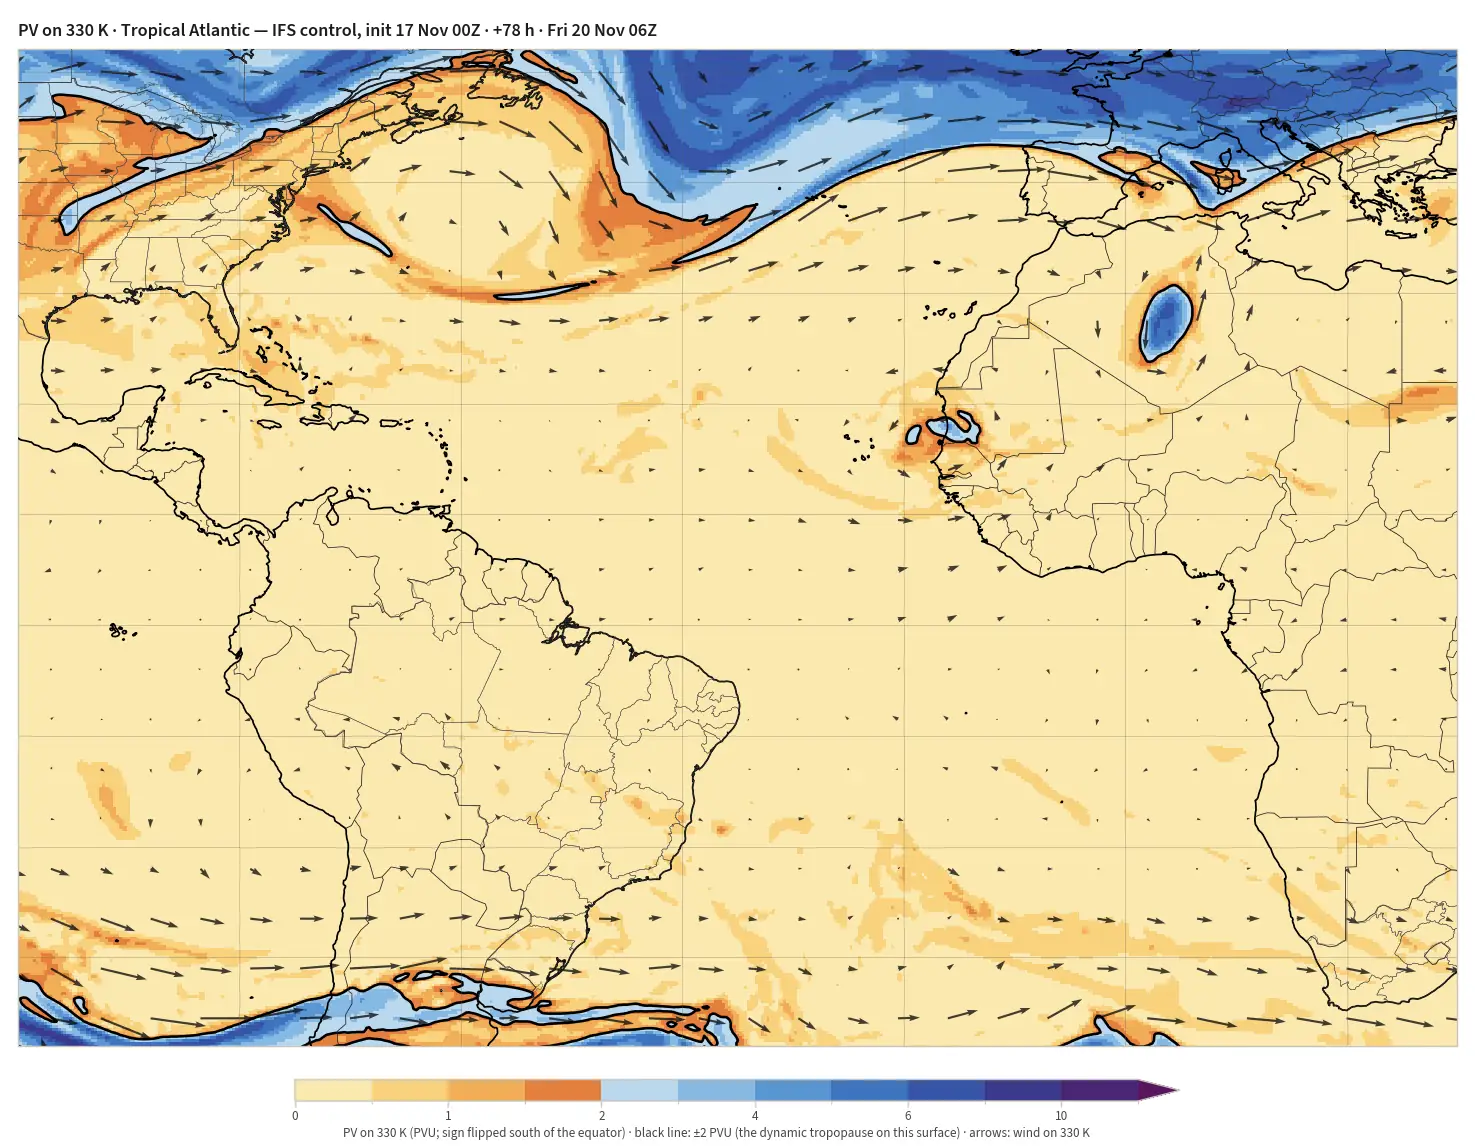 PV on 330 K · Tropical Atlantic — IFS control, init 17 Nov 00Z · +78 h · Fri 20 Nov 06Z
0 1 2 4 6 10
PV on 330 K (PVU; sign flipped south of the equator) · black line: ±2 PVU (the dynamic tropopause on this surface) · arrows: wind on 330 K